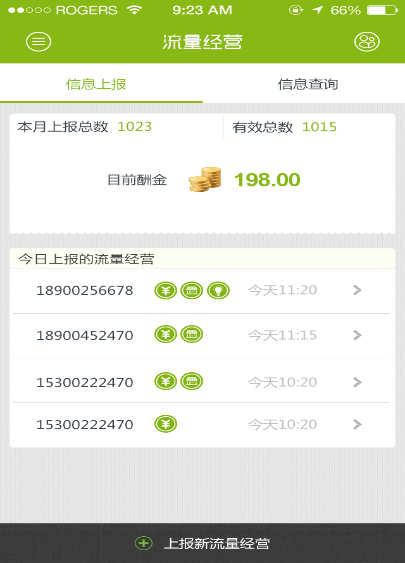 ROGERS 9:23 AM 66%
流量经营
信息上报 信息查询
本月上报总数 1023 有效总数 1015
目前酬金 198.00
今日上报的流量经营
18900256678 ¥ 今天11:20
18900452470 ¥ 今天11:15
15300222470 ¥ 今天10:20
15300222470 ¥ 今天10:20
上报新流量经营